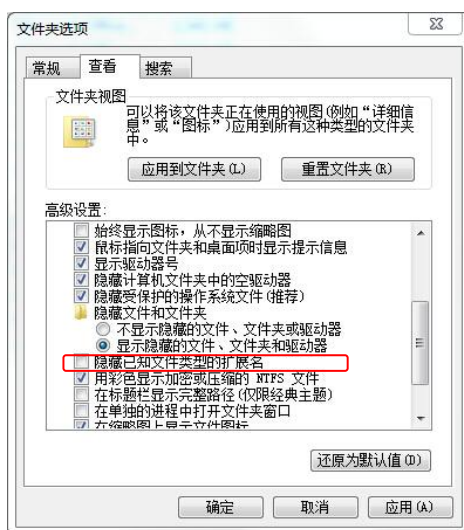 文件夹选项
常规 查看 搜索
文件夹视图
可以将该文件夹正在使用的视图(例如“详细信
息”或“图标”)应用到所有这种类型的文件夹
中。
应用到文件夹(L) 重置文件夹(R)
高级设置:
始终显示图标，从不显示缩略图
鼠标指向文件夹和桌面项时显示提示信息
显示驱动器号
隐藏计算机文件夹中的空驱动器
隐藏受保护的操作系统文件(推荐)
隐藏文件和文件夹
不显示隐藏的文件、文件夹或驱动器
显示隐藏的文件、文件夹和驱动器
隐藏已知文件类型的扩展名
用彩色显示加密或压缩的 NTFS 文件
在标题栏显示完整路径(仅限经典主题)
在单独的进程中打开文件夹窗口
在缩略图上显示文件图标
还原为默认值(D)
确定 取消 应用(A)